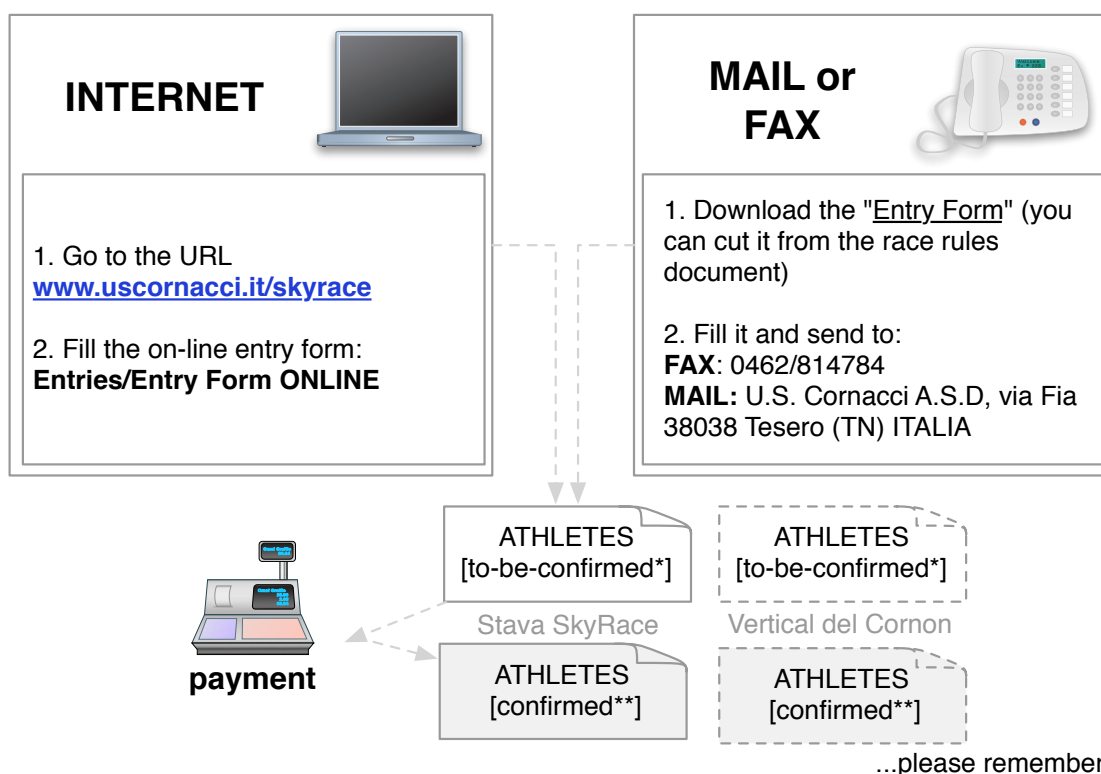 INTERNET
1. Go to the URL
www.uscornacci.it/skyrace
2. Fill the on-line entry form:
Entries/Entry Form ONLINE
MAIL or
FAX
1. Download the "Entry Form" (you
can cut it from the race rules
document)
2. Fill it and send to:
FAX: 0462/814784
MAIL: U.S. Cornacci A.S.D, via Fia
38038 Tesero (TN) ITALIA
ATHLETES
[to-be-confirmed*]
ATHLETES
[to-be-confirmed*]
Stava SkyRace
Vertical del Cornon
payment
ATHLETES
[confirmed**]
ATHLETES
[confirmed**]
...please remember